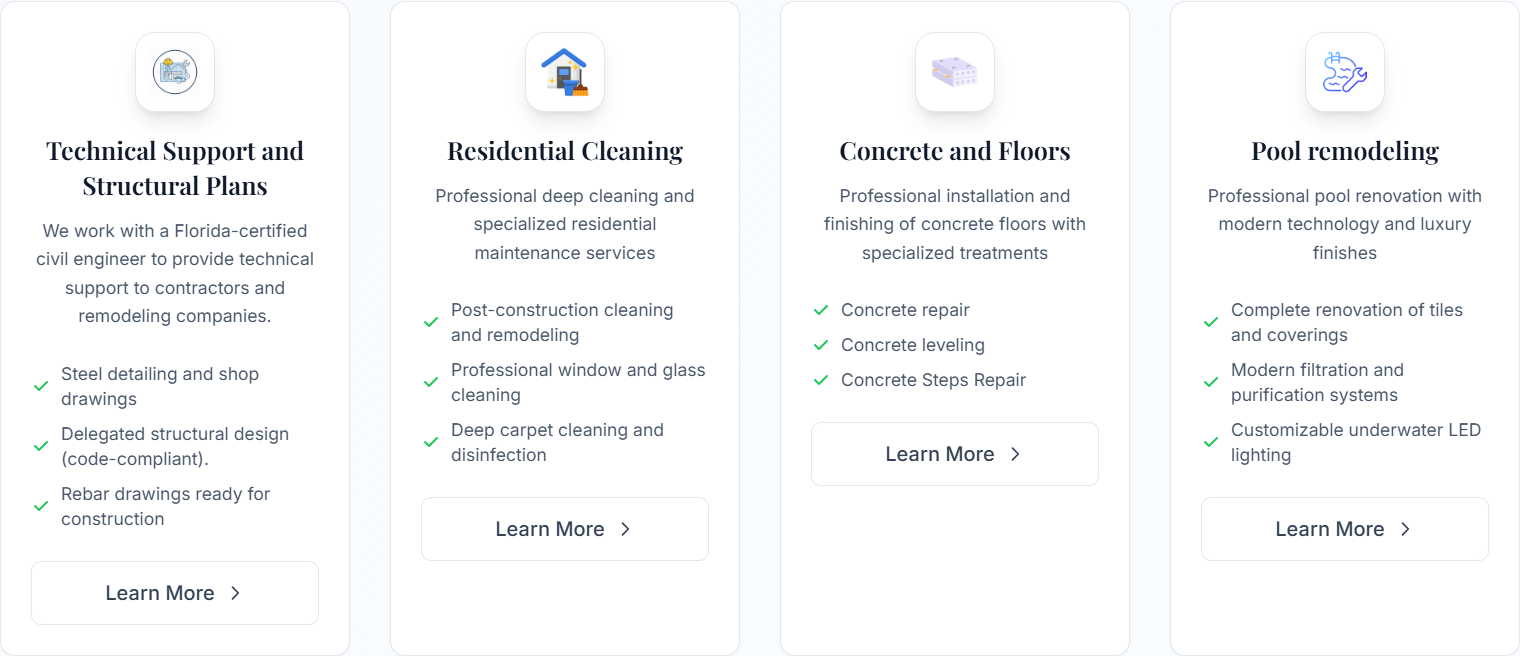 Technical Support and
Structural Plans
We work with a Florida-certified
civil engineer to provide technical
support to contractors and
remodeling companies.
Steel detailing and shop
drawings
Delegated structural design
(code-compliant).
Rebar drawings ready for
construction
Learn More
Residential Cleaning
Professional deep cleaning and
specialized residential
maintenance services
Post-construction cleaning
and remodeling
Professional window and glass
cleaning
Deep carpet cleaning and
disinfection
Learn More
Concrete and Floors
Professional installation and
finishing of concrete floors with
specialized treatments
Concrete repair
Concrete leveling
Concrete Steps Repair
Learn More
Pool remodeling
Professional pool renovation with
modern technology and luxury
finishes
Complete renovation of tiles
and coverings
Modern filtration and
purification systems
Customizable underwater LED
lighting
Learn More